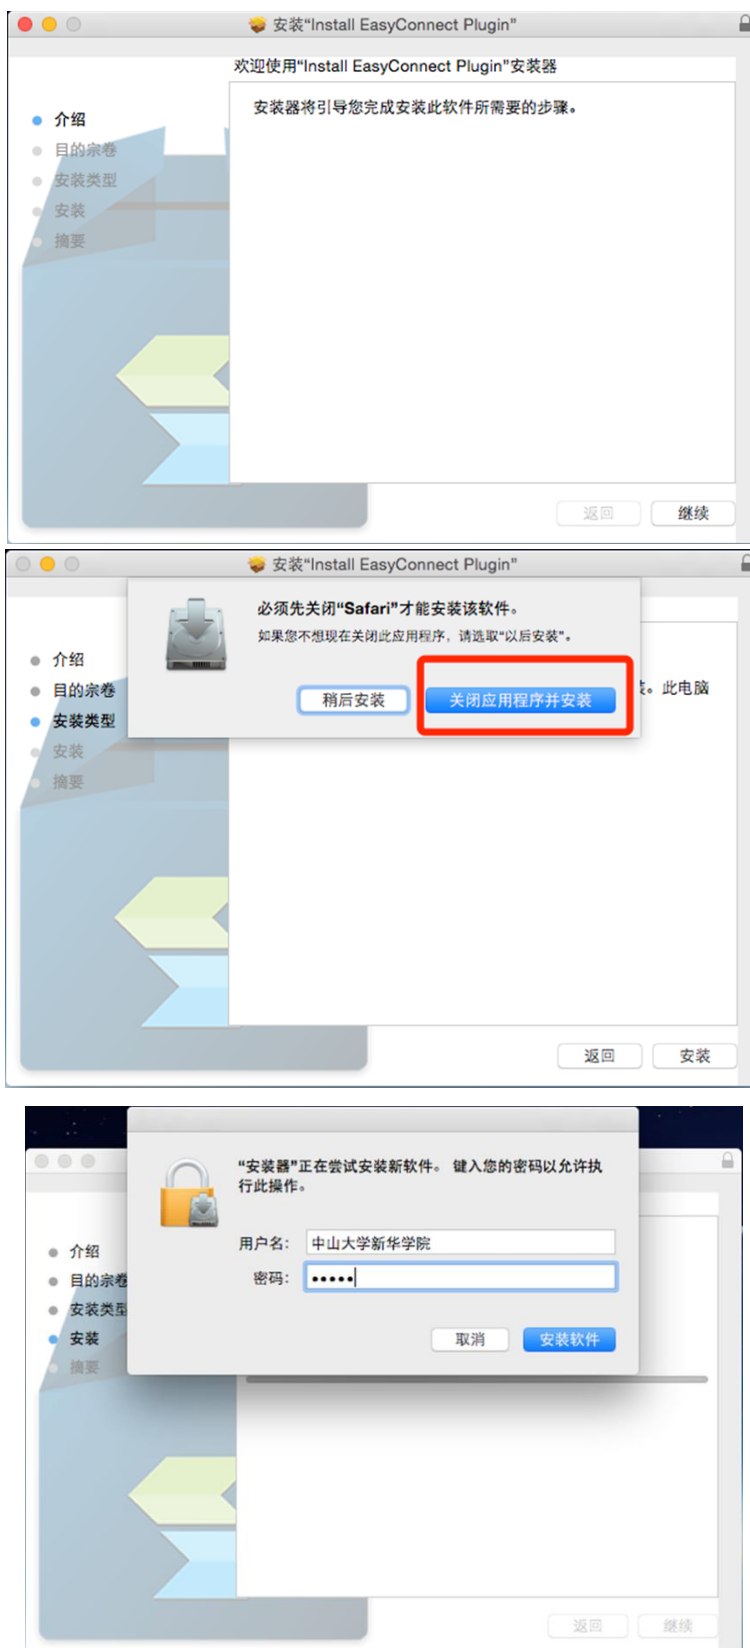 安装“Install EasyConnect Plugin”
欢迎使用“Install EasyConnect Plugin”安装器
安装器将引导您完成安装此软件所需要的步骤。
介绍
目的宗卷
安装类型
安装
摘要
返回
继续
安装“Install EasyConnect Plugin”
必须先关闭“Safari”才能安装该软件。
如果您不想现在关闭此应用程序，请选取“以后安装”。
稍后安装
关闭应用程序并安装
。此电脑
介绍
目的宗卷
安装类型
安装
摘要
返回
安装
“安装器”正在尝试安装新软件。 键入您的密码以允许执
行此操作。
用户名： 中山大学新华学院
密码： •••••
取消
安装软件
介绍
目的宗卷
安装类型
安装
摘要
返回
继续